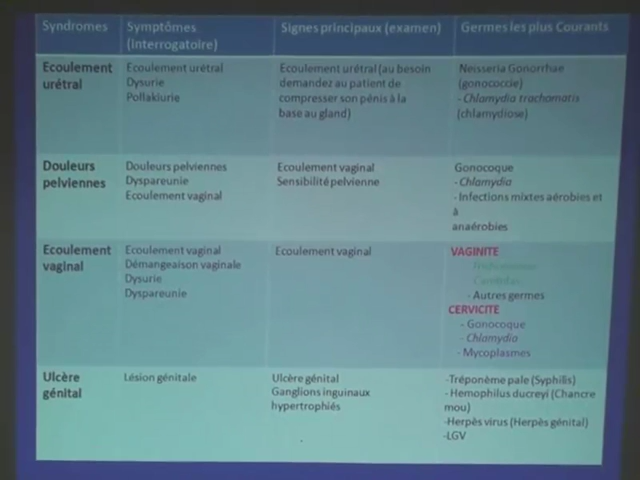 Syndromes
Symptômes
(interrogatoire)
Signes principaux (examen)
Germes les plus Courants
Ecoulement
urétral
Ecoulement urétral
Dysurie
Pollakiurie
Ecoulement urétral (au besoin
demandez au patient de
compresser son pénis à la
base au gland)
Neisseria Gonorrhae
(gonococcie)
- Chlamydia trachomatis
(chlamydiose)
Douleurs
pelviennes
Douleurs pelviennes
Dyspareunie
Ecoulement vaginal
Ecoulement vaginal
Sensibilité pelvienne
Gonocoque
- Chlamydia
- Infections mixtes aérobies et
à
anaérobies
Ecoulement
vaginal
Ecoulement vaginal
Démangeaison vaginale
Dysurie
Dyspareunie
Ecoulement vaginal
VAGINITE
- Autres germes
CERVICITE
- Gonocoque
- Chlamydia
- Mycoplasmes
Ulcère
génital
Lésion génitale
Ulcère génital
Ganglions inguinaux
hypertrophiés
-Tréponème pale (Syphilis)
- Hemophilus ducreyi (Chancre
mou)
-Herpès virus (Herpès génital)
-LGV